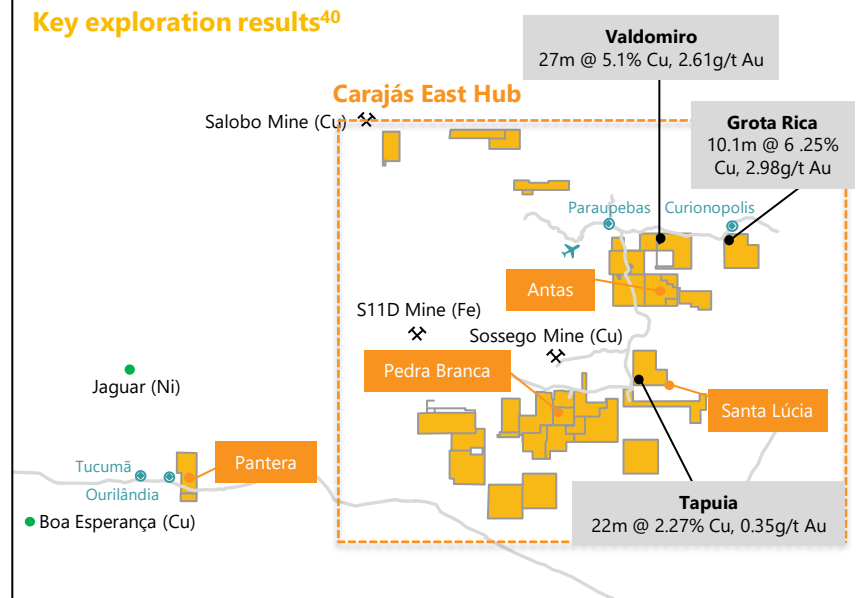 Key exploration results40
Valdomiro
27m @ 5.1% Cu, 2.61g/t Au
Carajás East Hub
Salobo Mine (Cu)
Grota Rica
10.1m @ 6 .25%
Cu, 2.98g/t Au
Paraupebas
Curionopolis
Antas
S11D Mine (Fe)
Sossego Mine (Cu)
Pedra Branca
Jaguar (Ni)
Santa Lúcia
Tucumã
Pantera
Ourilândia
Tapuia
22m @ 2.27% Cu, 0.35g/t Au
Boa Esperança (Cu)